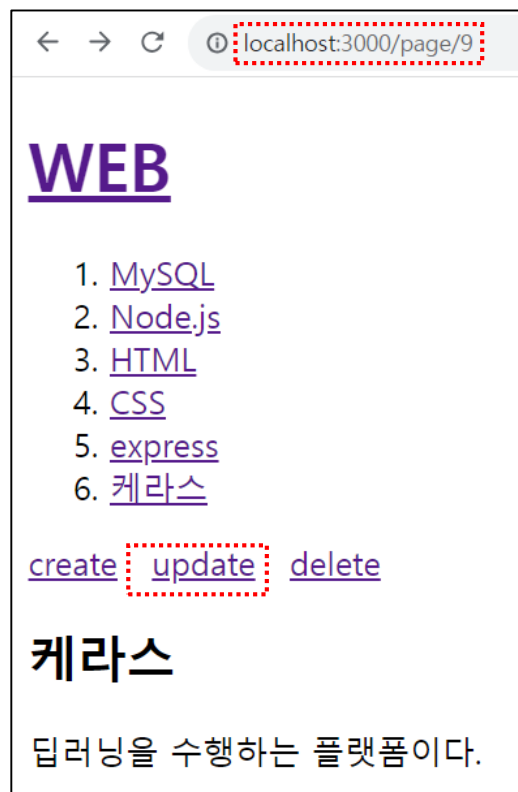 localhost:3000/page/9
WEB
1. MySQL
2. Node.js
3. HTML
4. CSS
5. express
6. 케라스
create update delete
케라스
딥러닝을 수행하는 플랫폼이다.